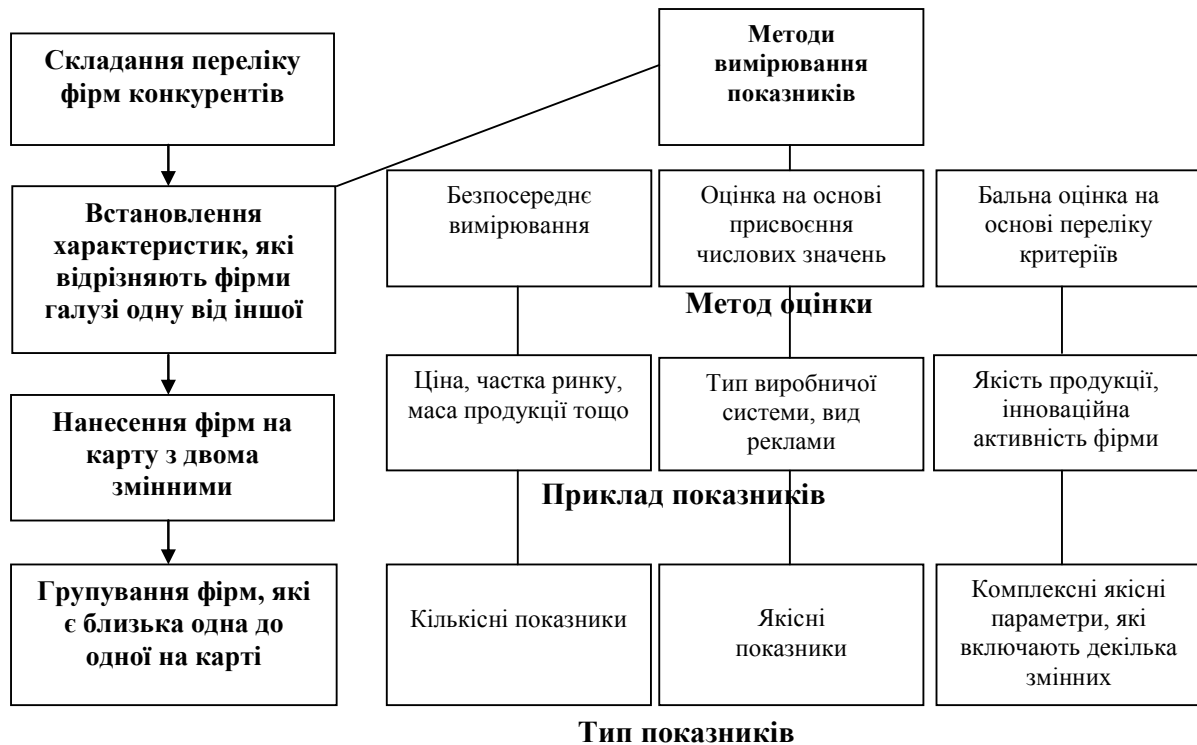 Складання переліку
фірм конкурентів
Встановлення
характеристик, які
відрізняють фірми
галузі одну від іншої
Нанесення фірм на
карту з двома
змінними
Групування фірм, які
є близька одна до
одної на карті
Методи
вимірювання
показників
Безпосереднє
вимірювання
Оцінка на основі
присвоєння
числових значень
Бальна оцінка на
основі переліку
критеріїв
Метод оцінки
Ціна, частка ринку,
маса продукції тощо
Тип виробничої
системи, вид
реклами
Якість продукції,
інноваційна
активність фірми
Приклад показників
Кількісні показники
Якісні
показники
Комплексні якісні
параметри, які
включають декілька
змінних
Тип показників